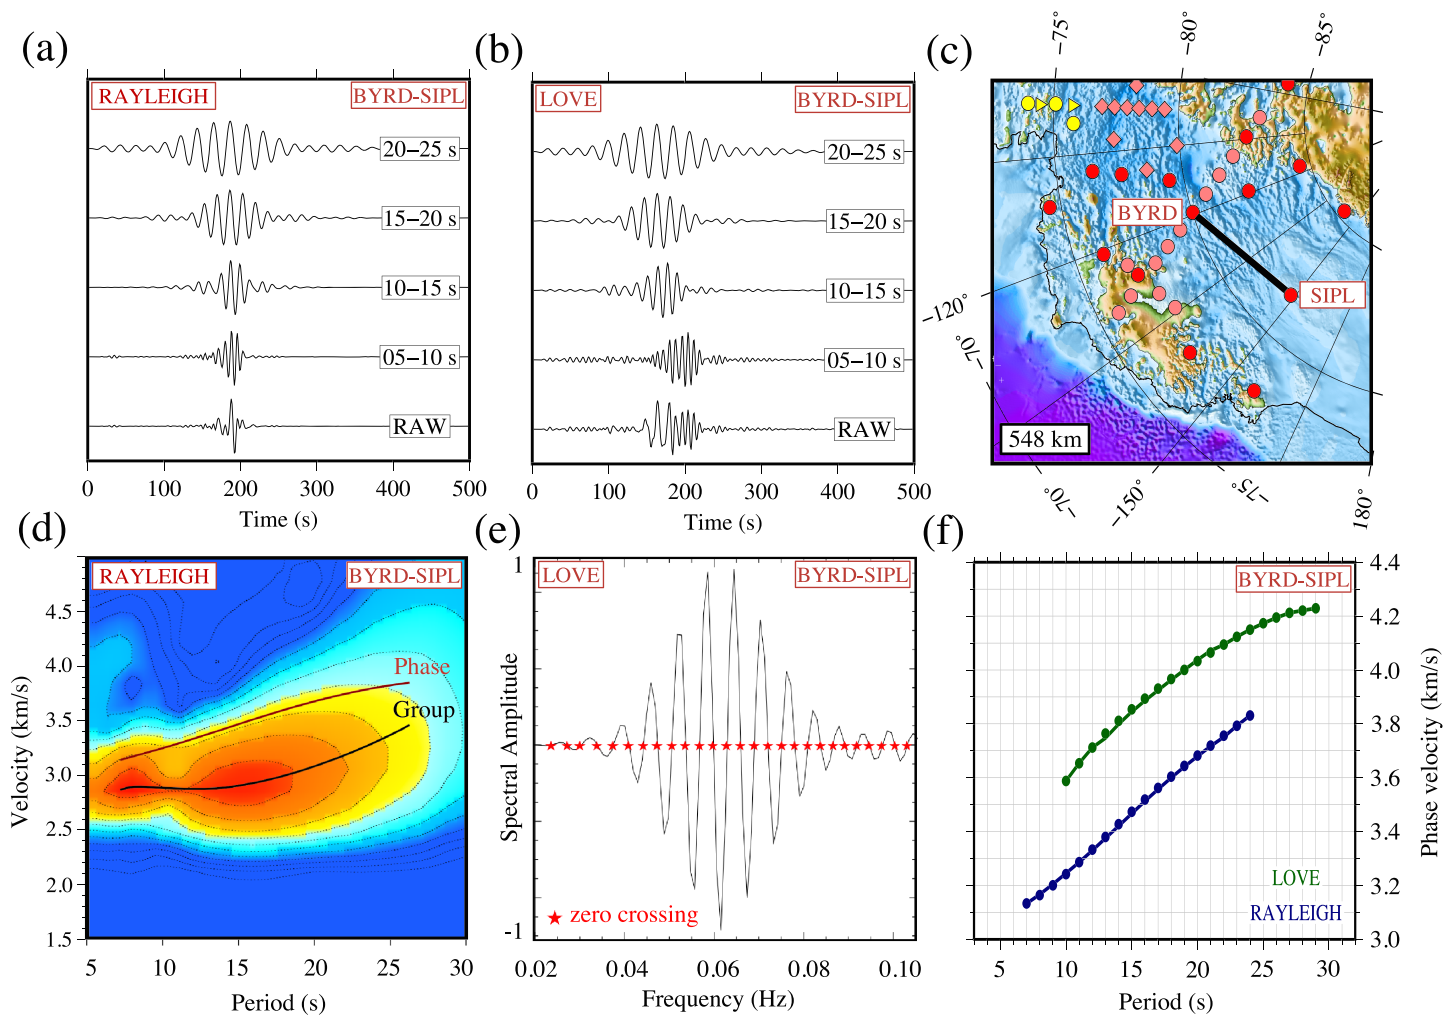 (a)
RAYLEIGH
BYRD-SIPL
20–25 s
15–20 s
10–15 s
05–10 s
RAW
0 100 200 300 400 500
Time (s)
(b)
LOVE
BYRD-SIPL
20–25 s
15–20 s
10–15 s
05–10 s
RAW
0 100 200 300 400 500
Time (s)
(c)
−75°
−80°
−85°
BYRD
SIPL
−120°
−70°
548 km
−70°
−150°
−75°
180°
(d)
RAYLEIGH
BYRD-SIPL
Phase
Group
4.5
4.0
3.5
3.0
2.5
2.0
1.5
Velocity (km/s)
5 10 15 20 25 30
Period (s)
(e)
LOVE
BYRD-SIPL
1
-1
Spectral Amplitude
zero crossing
0.02 0.04 0.06 0.08 0.10
Frequency (Hz)
(f)
BYRD-SIPL
LOVE
RAYLEIGH
4.4
4.2
4.0
3.8
3.6
3.4
3.2
3.0
Phase velocity (km/s)
5 10 15 20 25 30
Period (s)